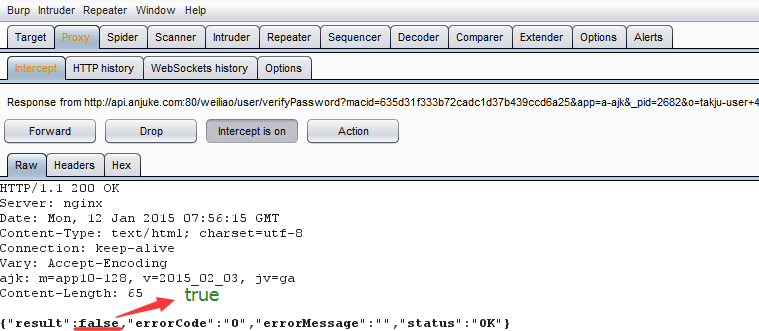 Burp Intruder Repeater Window Help
Target Proxy Spider Scanner Intruder Repeater Sequencer Decoder Comparer Extender Options Alerts
Intercept HTTP history WebSockets history Options
Response from http://api.anjuke.com:80/weiliao/user/verifyPassword?macid=635d31f333b72cadc1d37b439ccd6a25&app=a-ajk&_pid=2682&o=takju-user+4
Forward Drop Intercept is on Action
Raw Headers Hex
HTTP/1.1 200 OK
Server: nginx
Date: Mon, 12 Jan 2015 07:56:15 GMT
Content-Type: text/html; charset=utf-8
Connection: keep-alive
Vary: Accept-Encoding
ajk: m=app10-128, v=2015_02_03, jv=ga
Content-Length: 65
true
{"result":false,"errorCode":"0","errorMessage":"","status":"OK"}